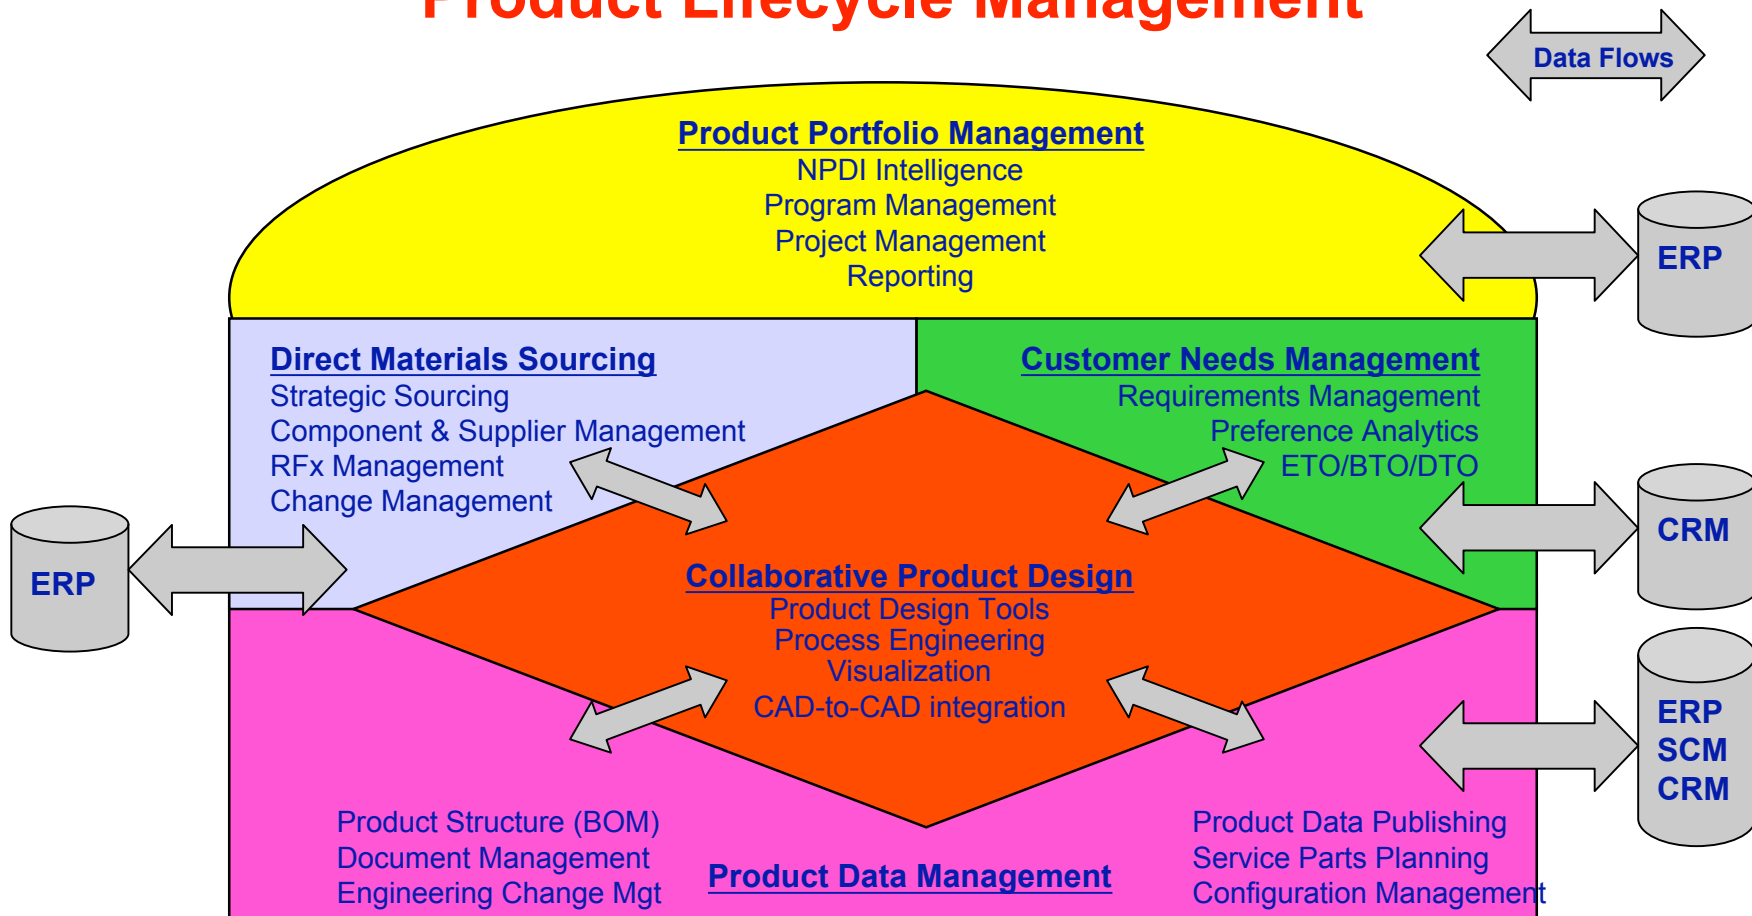 Product Lifecycle Management
Data Flows
Product Portfolio Management
NPDI Intelligence
Program Management
Project Management
Reporting
ERP
Direct Materials Sourcing
Strategic Sourcing
Component & Supplier Management
RFx Management
Change Management
Customer Needs Management
Requirements Management
Preference Analytics
ETO/BTO/DTO
ERP
CRM
Collaborative Product Design
Product Design Tools
Process Engineering
Visualization
CAD-to-CAD integration
ERP
SCM
CRM
Product Structure (BOM)
Document Management
Engineering Change Mgt
Product Data Management
Product Data Publishing
Service Parts Planning
Configuration Management